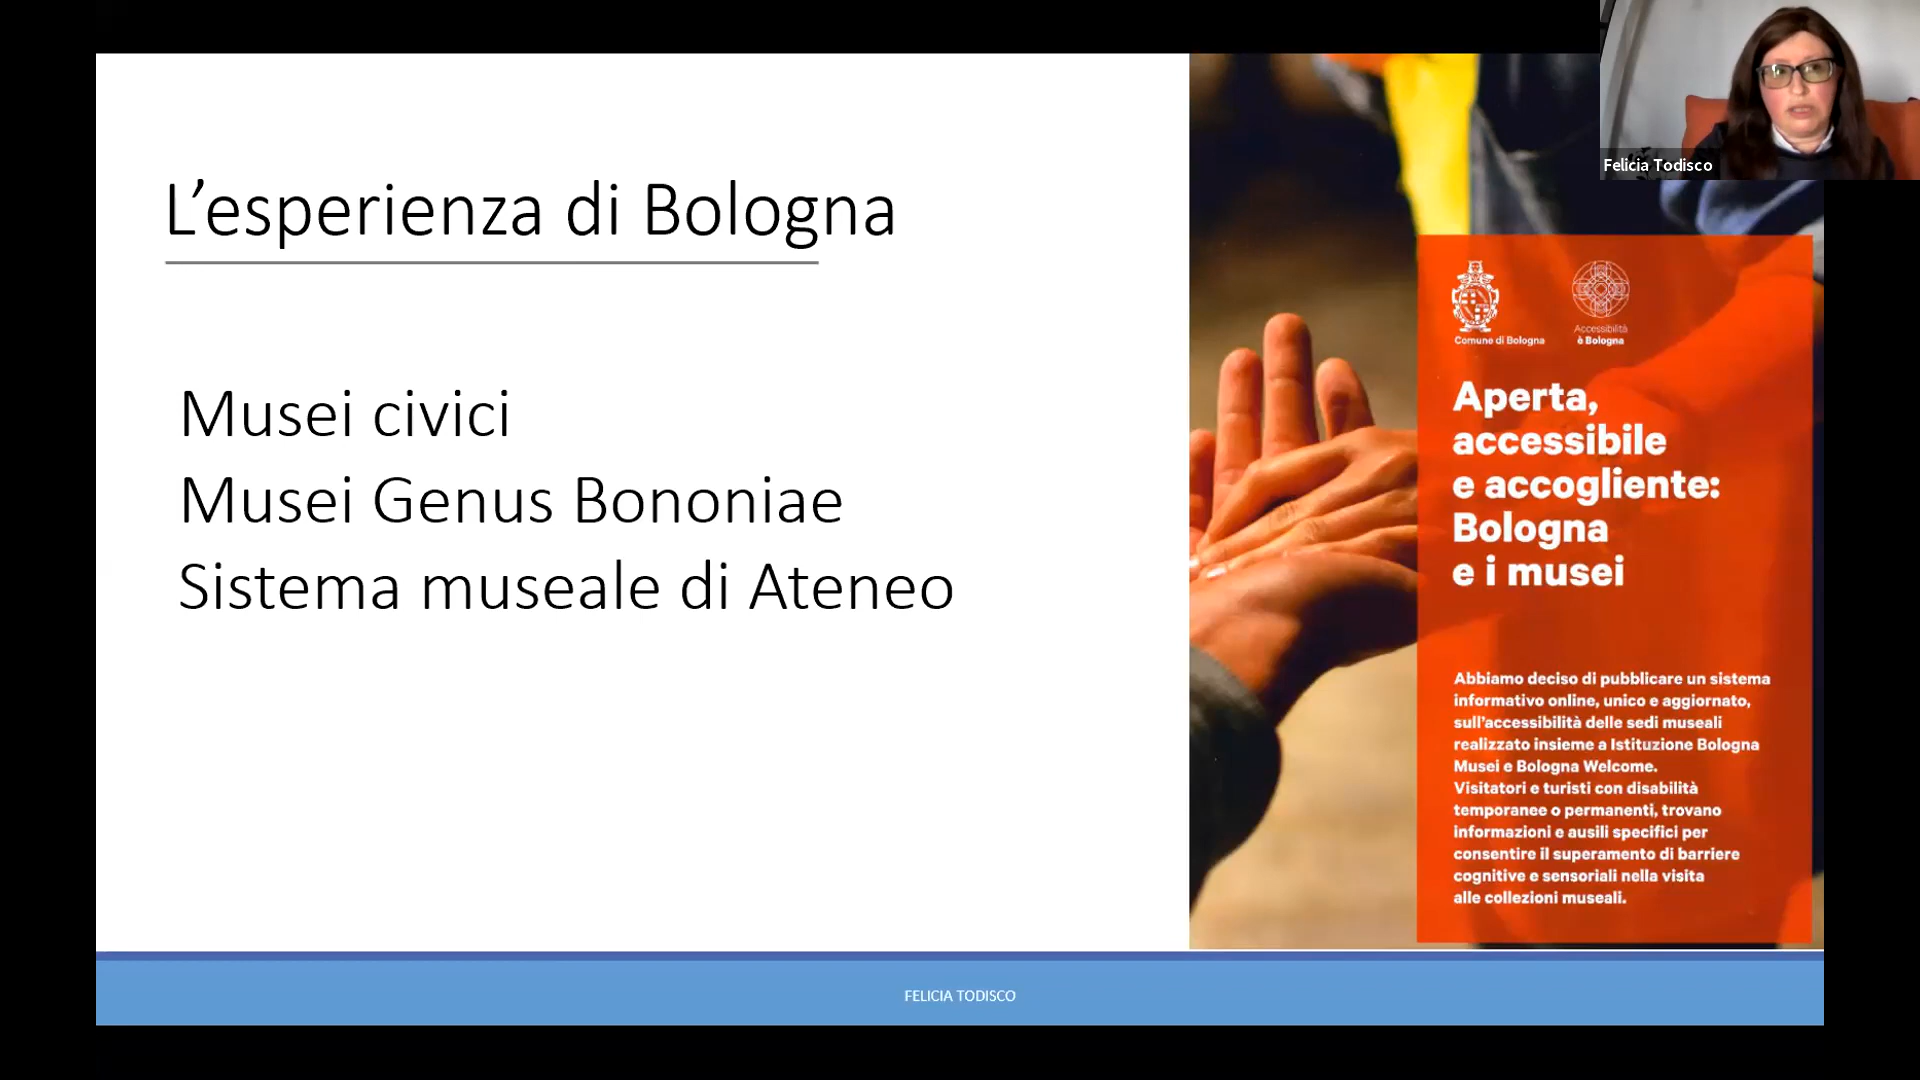 L’esperienza di Bologna
Musei civici
Musei Genus Bononiae
Sistema museale di Ateneo
Felicia Todisco
Comune di Bologna
Accessibilità
è Bologna
Aperta,
accessibile
e accogliente:
Bologna
e i musei
Abbiamo deciso di pubblicare un sistema
informativo online, unico e aggiornato,
sull’accessibilità delle sedi museali
realizzato insieme a Istituzione Bologna
Musei e Bologna Welcome.
Visitatori e turisti con disabilità
temporanee o permanenti, trovano
informazioni e ausili specifici per
consentire il superamento di barriere
cognitive e sensoriali nella visita
alle collezioni museali.
FELICIA TODISCO